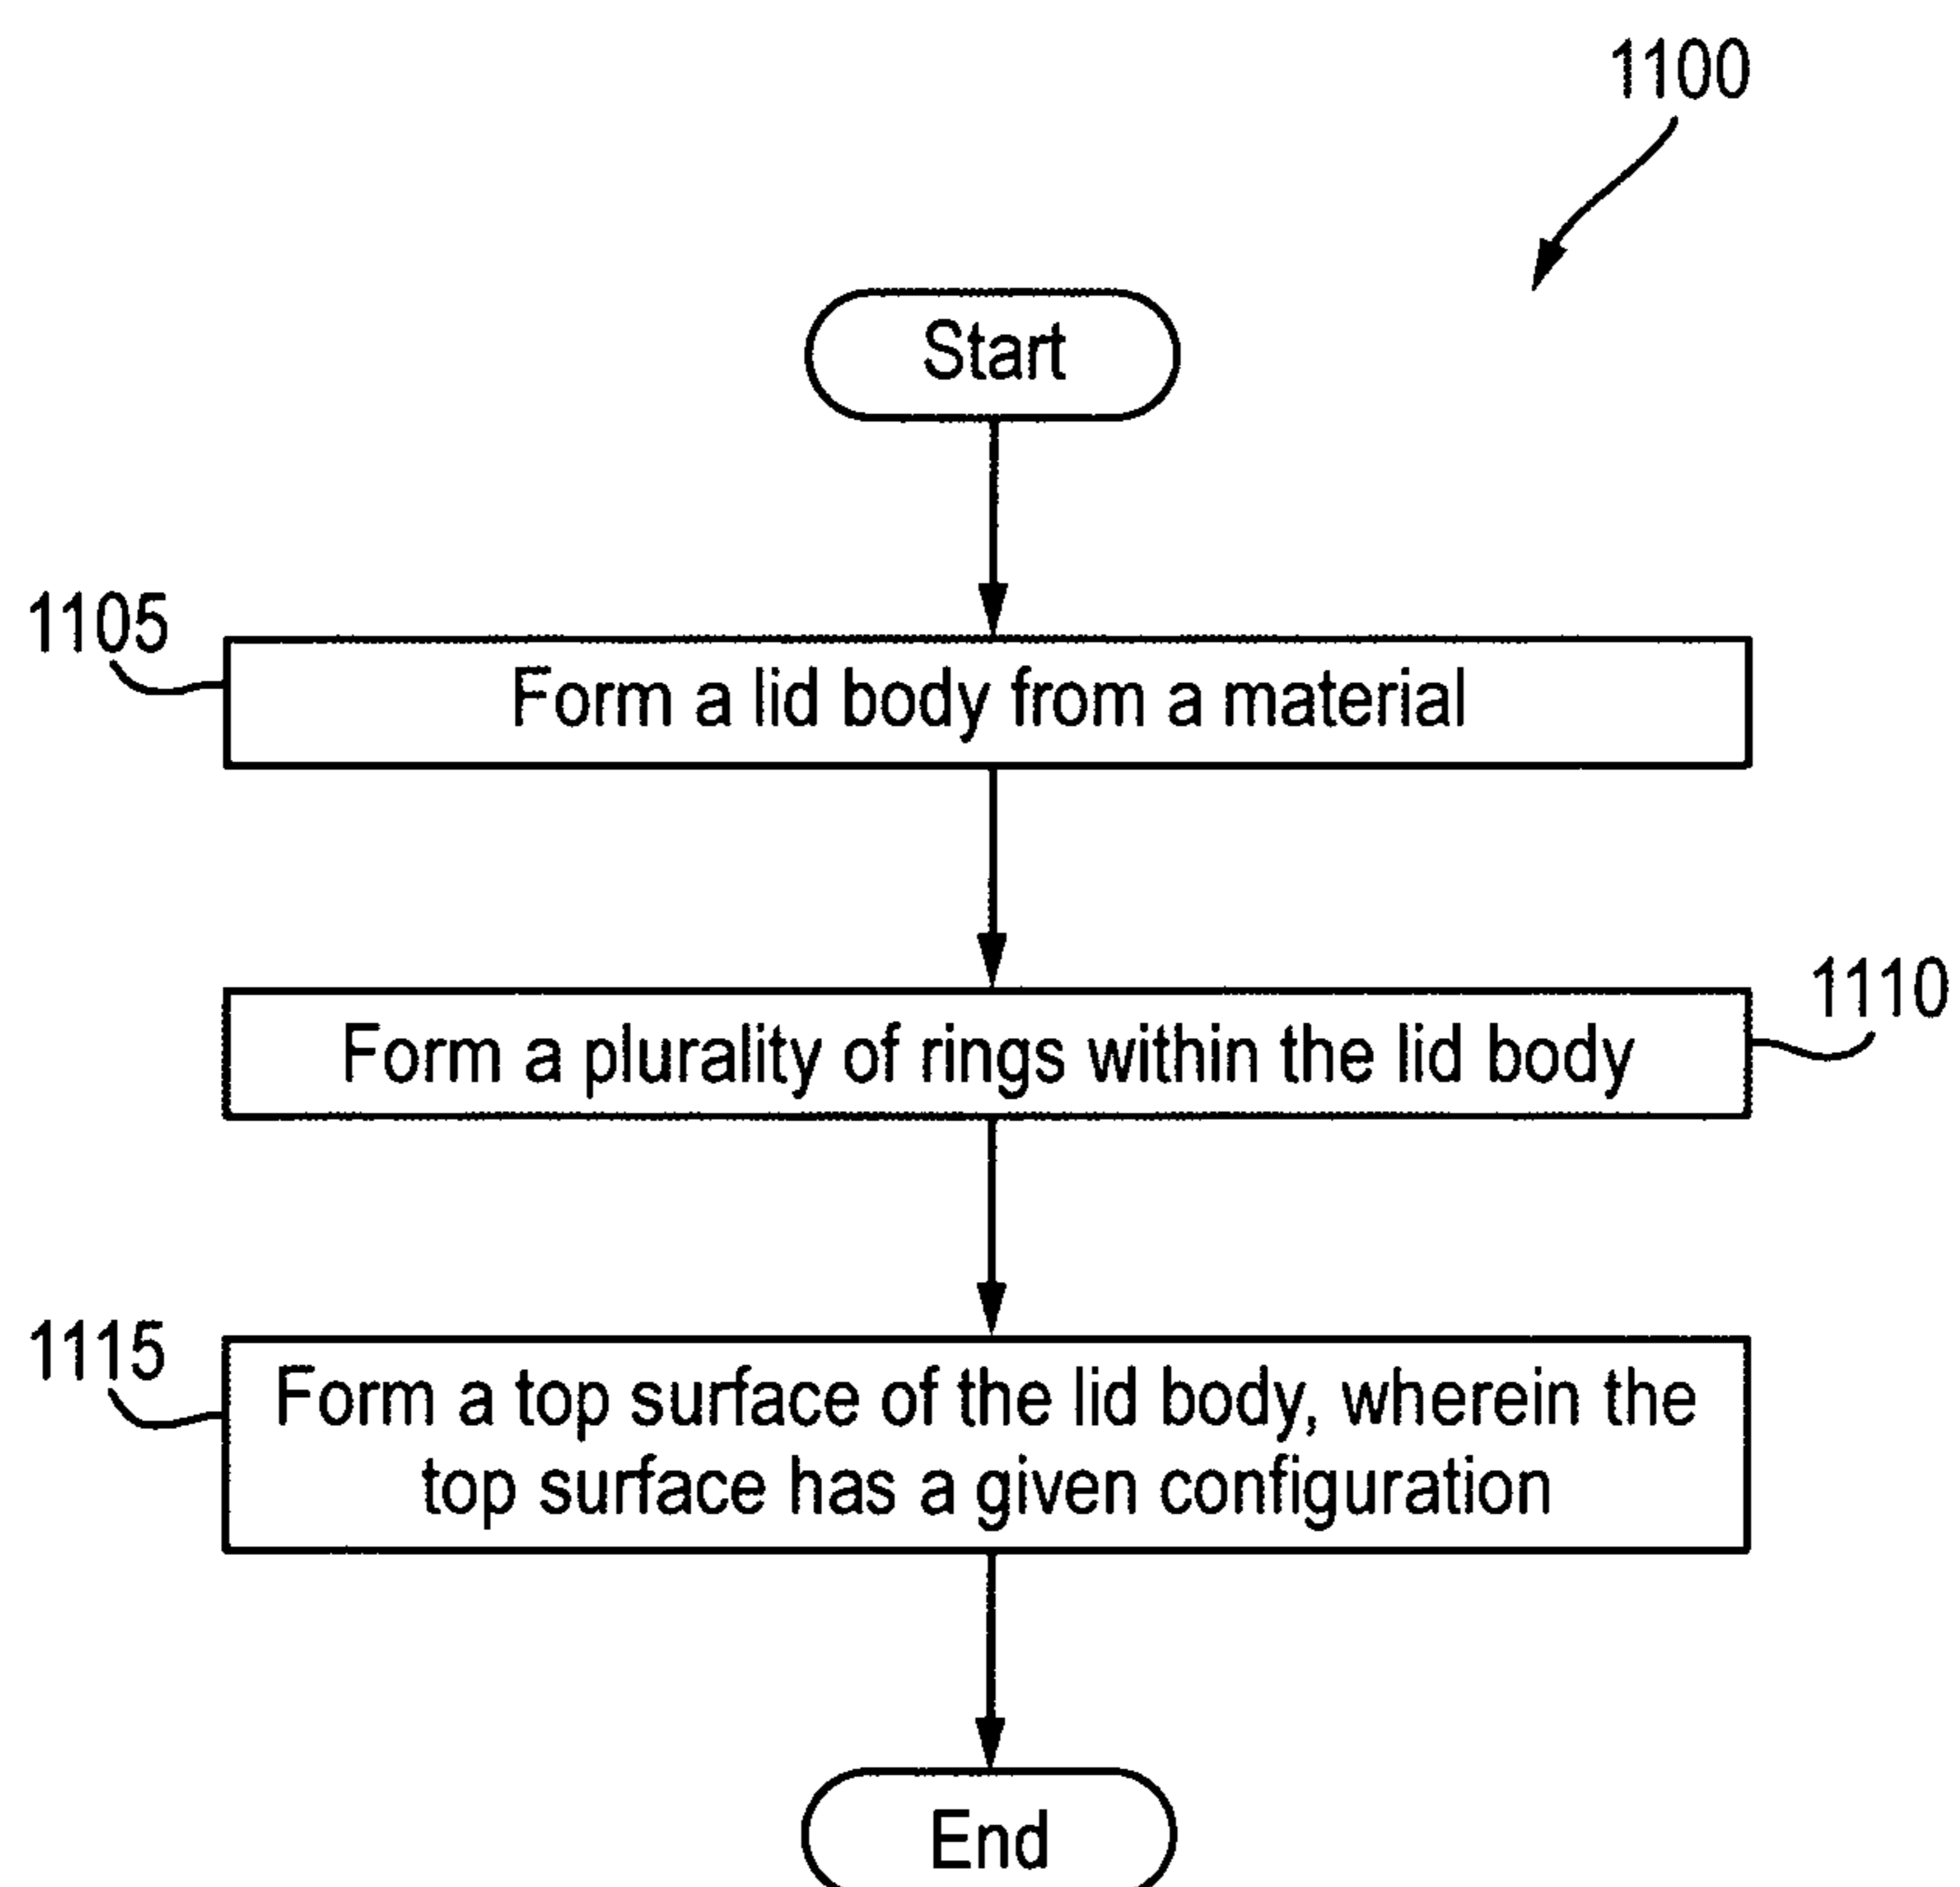 1100
Start
1105
Form a lid body from a material
1110
Form a plurality of rings within the lid body
1115
Form a top surface of the lid body, wherein the
top surface has a given configuration
End